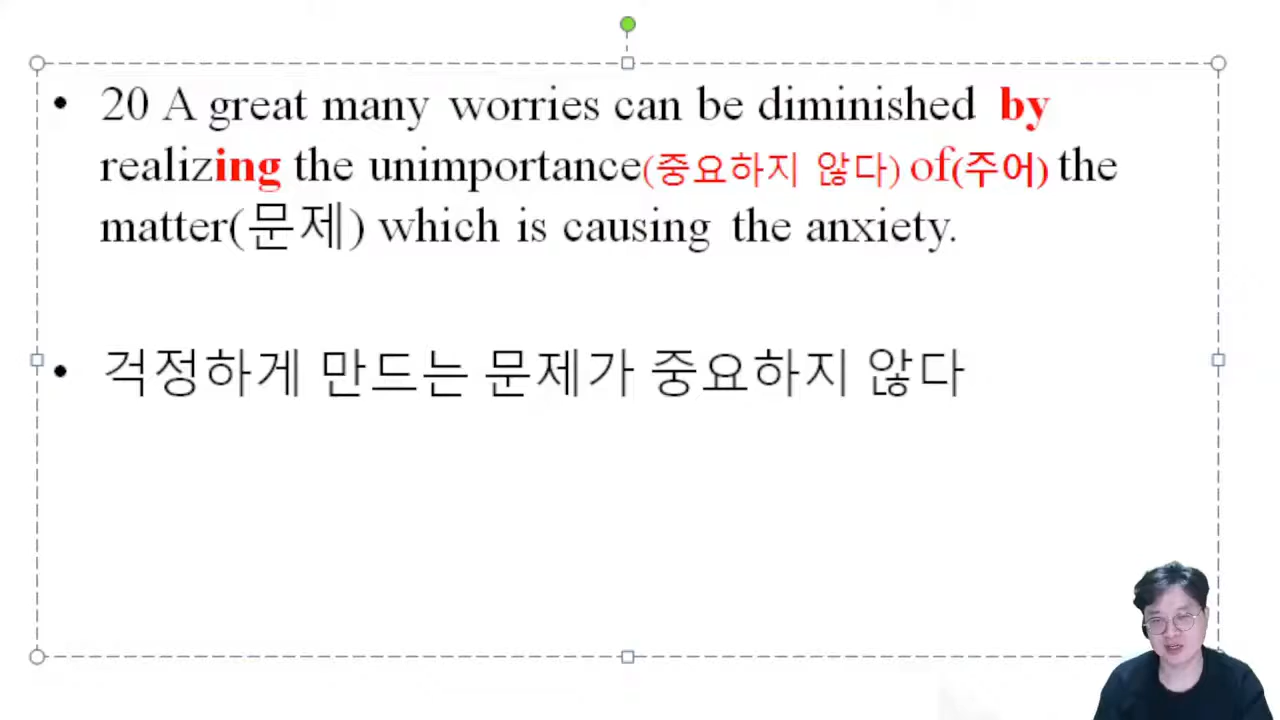 • 20 A great many worries can be diminished by
realizing the unimportance(중요하지 않다) of(주어) the
matter(문제) which is causing the anxiety.
• 걱정하게 만드는 문제가 중요하지 않다